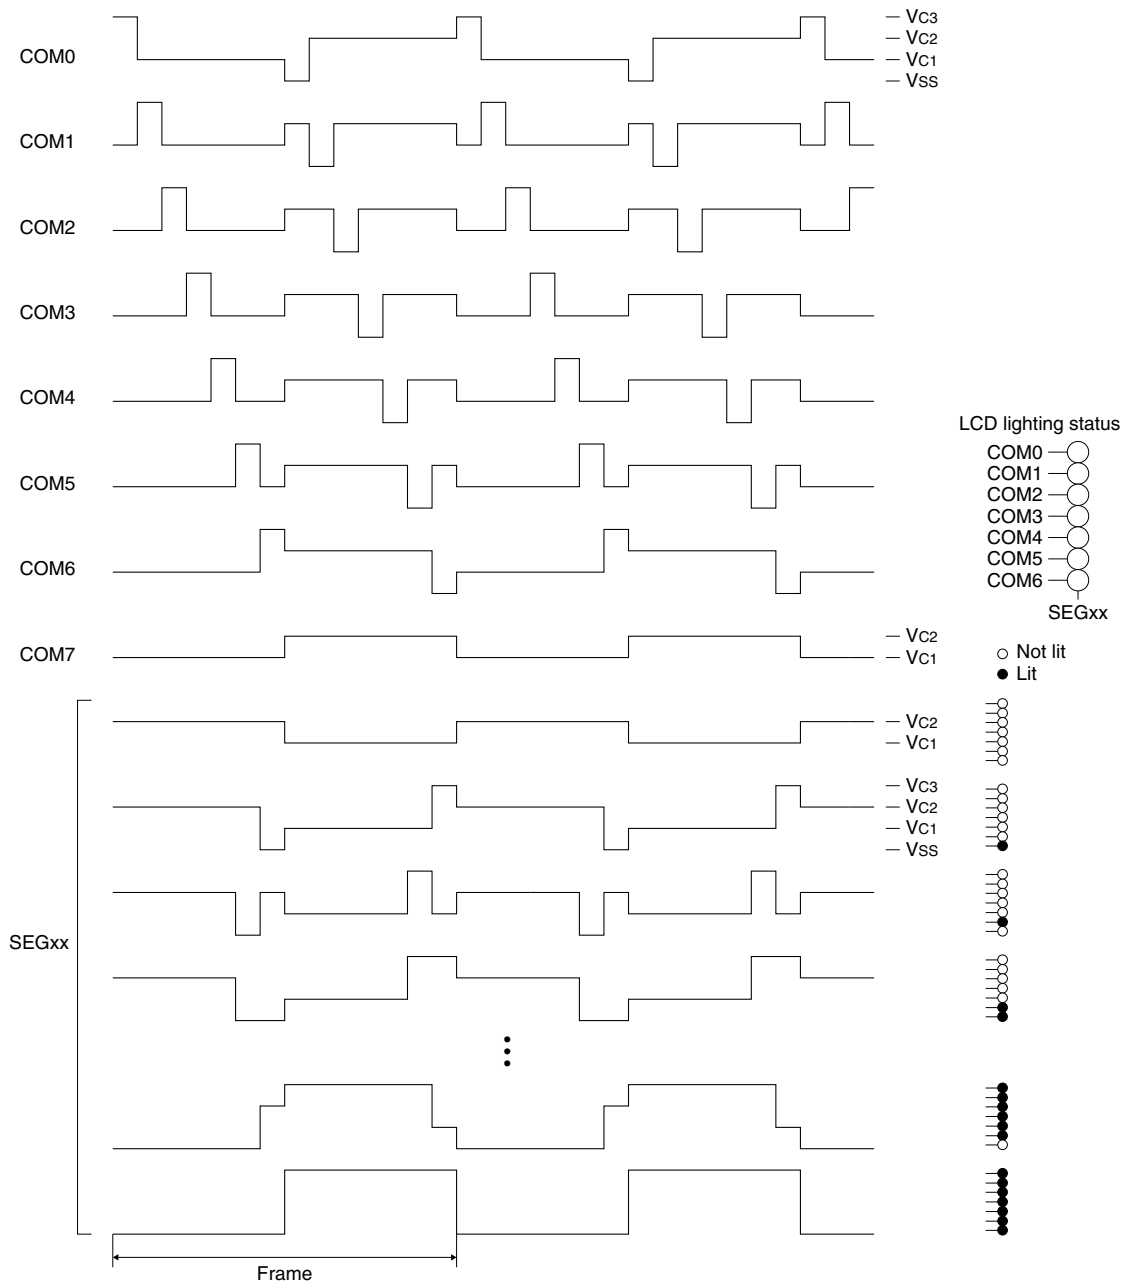 COM0
VC3
VC2
VC1
VSS
COM1
COM2
COM3
COM4
COM5
COM6
COM7
VC2
VC1
LCD lighting status
COM0
COM1
COM2
COM3
COM4
COM5
COM6
SEGxx
Not lit
Lit
SEGxx
VC2
VC1
VC3
VC2
VC1
VSS
Frame